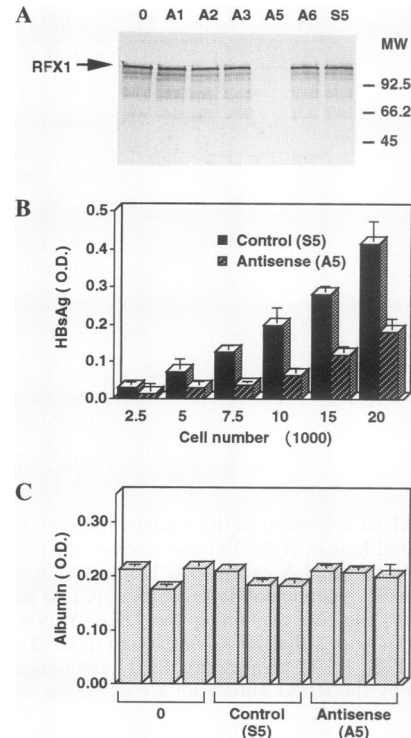 A
0 A1 A2 A3 A5 A6 S5
MW
RFX1
92.5
66.2
45
B
HBsAg ( O.D.)
0.5
0.4
0.3
0.2
0.1
0.0
Control (S5)
Antisense (A5)
2.5 5 7.5 10 15 20
Cell number (1000)
C
Albumin ( O.D.)
0.30
0.20
0.10
0.00
0 Control (S5) Antisense (A5)